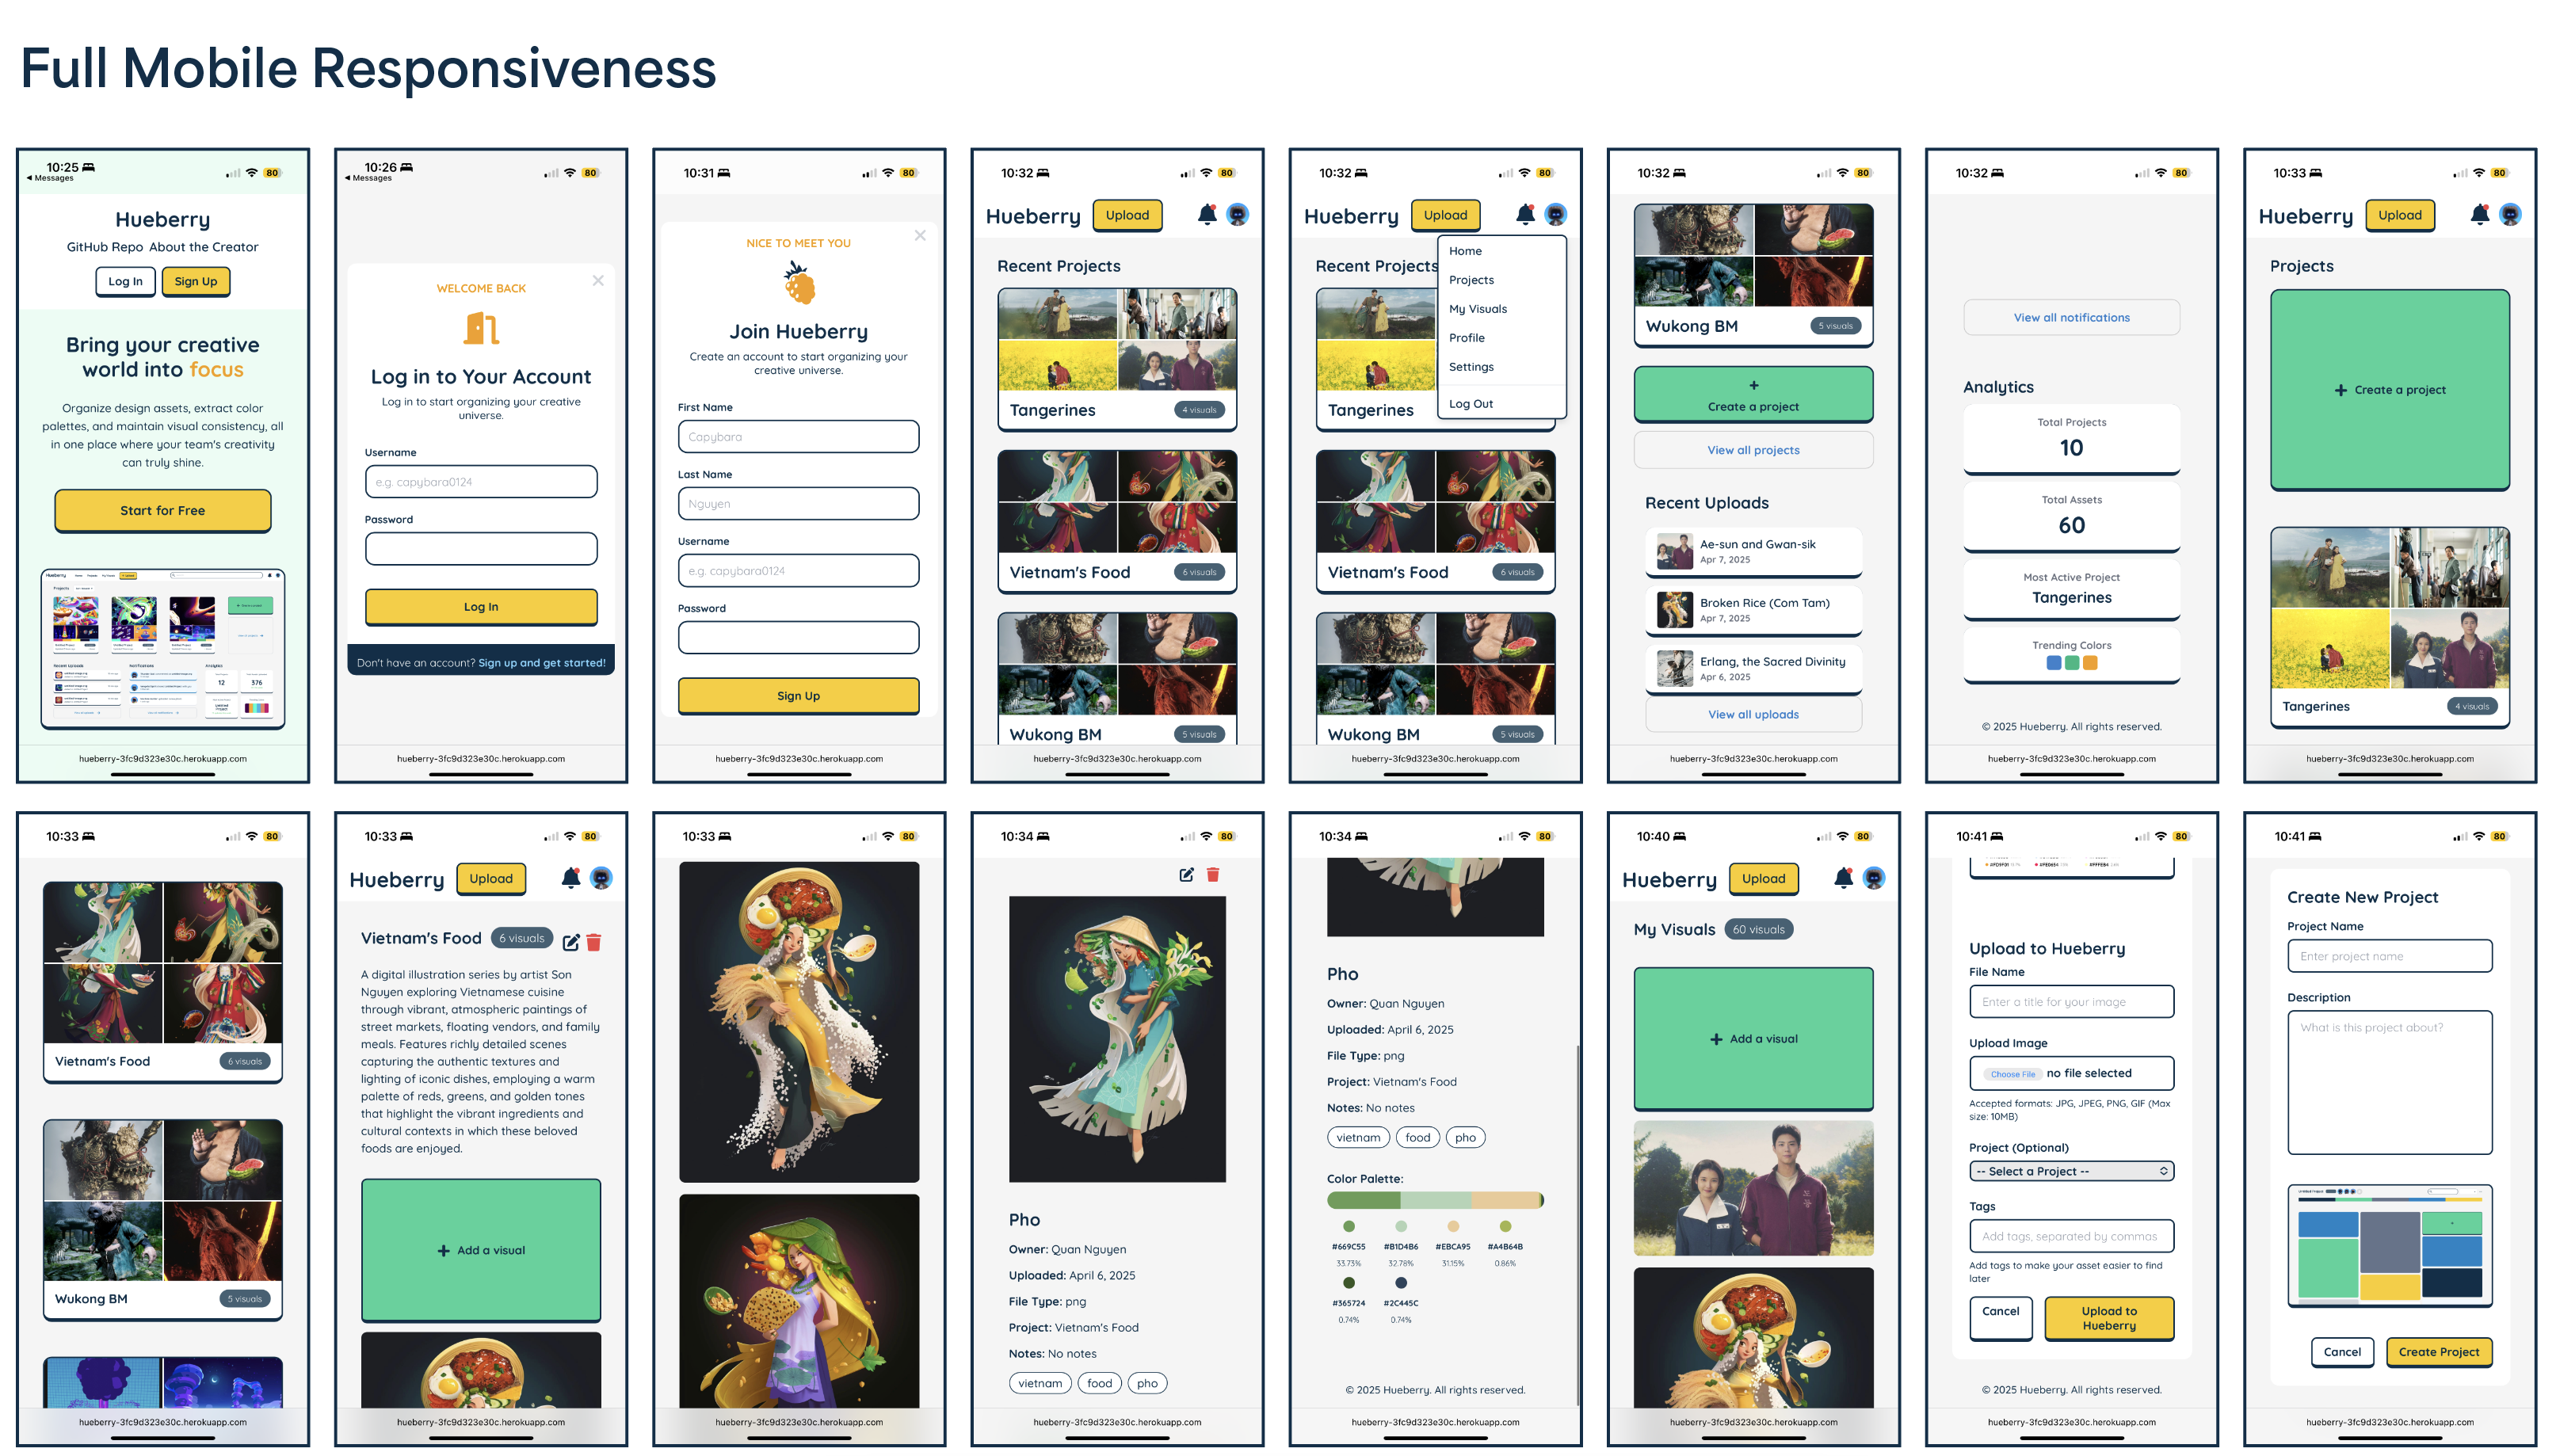 Full Mobile Responsiveness
10:25
◄ Messages
80
Hueberry
GitHub Repo About the Creator
Log In
Sign Up
Bring your creative
world into focus
Organize design assets, extract color
palettes, and maintain visual consistency, all
in one place where your team's creativity
can truly shine.
Start for Free
Hueberry
Projects
12
376
hueberry-3fc9d323e30c.herokuapp.com
10:26
◄ Messages
80
WELCOME BACK
Log in to Your Account
Log in to start organizing your creative
universe.
Username
e.g. capybara0124
Password
Log In
Don't have an account? Sign up and get started!
hueberry-3fc9d323e30c.herokuapp.com
10:31
80
NICE TO MEET YOU
Join Hueberry
Create an account to start organizing your
creative universe.
First Name
Capybara
Last Name
Nguyen
Username
e.g. capybara0124
Password
Sign Up
hueberry-3fc9d323e30c.herokuapp.com
10:32
80
Hueberry
Upload
Recent Projects
Tangerines
4 visuals
Vietnam's Food
6 visuals
Wukong BM
5 visuals
hueberry-3fc9d323e30c.herokuapp.com
10:32
80
Hueberry
Upload
Home
Projects
My Visuals
Profile
Settings
Log Out
Recent Projects
Tangerines
Vietnam's Food
6 visuals
Wukong BM
5 visuals
hueberry-3fc9d323e30c.herokuapp.com
10:32
80
Wukong BM
5 visuals
+
Create a project
View all projects
Recent Uploads
Ae-sun and Gwan-sik
Apr 7, 2025
Broken Rice (Com Tam)
Apr 7, 2025
Erlang, the Sacred Divinity
Apr 6, 2025
View all uploads
hueberry-3fc9d323e30c.herokuapp.com
10:32
80
View all notifications
Analytics
Total Projects
10
Total Assets
60
Most Active Project
Tangerines
Trending Colors
© 2025 Hueberry. All rights reserved.
hueberry-3fc9d323e30c.herokuapp.com
10:33
80
Hueberry
Upload
Projects
+ Create a project
Tangerines
4 visuals
hueberry-3fc9d323e30c.herokuapp.com
10:33
80
Vietnam's Food
6 visuals
Wukong BM
5 visuals
hueberry-3fc9d323e30c.herokuapp.com
10:33
80
Hueberry
Upload
Vietnam's Food
6 visuals
A digital illustration series by artist Son
Nguyen exploring Vietnamese cuisine
through vibrant, atmospheric paintings of
street markets, floating vendors, and family
meals. Features richly detailed scenes
capturing the authentic textures and
lighting of iconic dishes, employing a warm
palette of reds, greens, and golden tones
that highlight the vibrant ingredients and
cultural contexts in which these beloved
foods are enjoyed.
+ Add a visual
hueberry-3fc9d323e30c.herokuapp.com
10:33
80
hueberry-3fc9d323e30c.herokuapp.com
10:34
80
Pho
Owner: Quan Nguyen
Uploaded: April 6, 2025
File Type: png
Project: Vietnam's Food
Notes: No notes
vietnam
food
pho
hueberry-3fc9d323e30c.herokuapp.com
10:34
80
Pho
Owner: Quan Nguyen
Uploaded: April 6, 2025
File Type: png
Project: Vietnam's Food
Notes: No notes
vietnam
food
pho
Color Palette:
#669C55 #B1D4B6 #EBCA95 #A4B64B
33.73% 32.78% 31.15% 0.86%
#365724 #2C445C
0.74% 0.74%
© 2025 Hueberry. All rights reserved.
hueberry-3fc9d323e30c.herokuapp.com
10:40
80
Hueberry
Upload
My Visuals
60 visuals
+ Add a visual
hueberry-3fc9d323e30c.herokuapp.com
10:41
80
Upload to Hueberry
File Name
Enter a title for your image
Upload Image
Choose File no file selected
Accepted formats: JPG, JPEG, PNG, GIF (Max
size: 10MB)
Project (Optional)
-- Select a Project --
Tags
Add tags, separated by commas
Add tags to make your asset easier to find
later
Cancel
Upload to
Hueberry
© 2025 Hueberry. All rights reserved.
hueberry-3fc9d323e30c.herokuapp.com
10:41
80
Create New Project
Project Name
Enter project name
Description
What is this project about?
Cancel
Create Project
hueberry-3fc9d323e30c.herokuapp.com